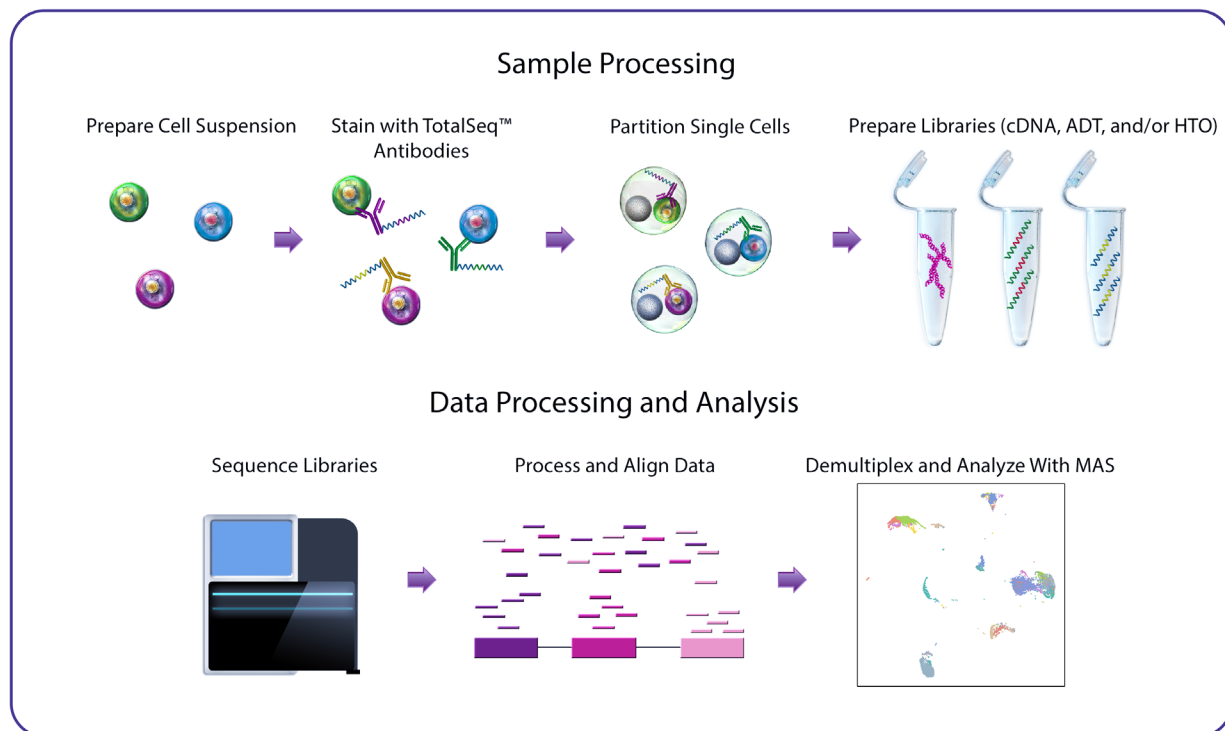 Sample Processing
Prepare Cell Suspension
Stain with TotalSeq™
Antibodies
Partition Single Cells
Prepare Libraries (cDNA, ADT, and/or HTO)
Data Processing and Analysis
Sequence Libraries
Process and Align Data
Demultiplex and Analyze With MAS